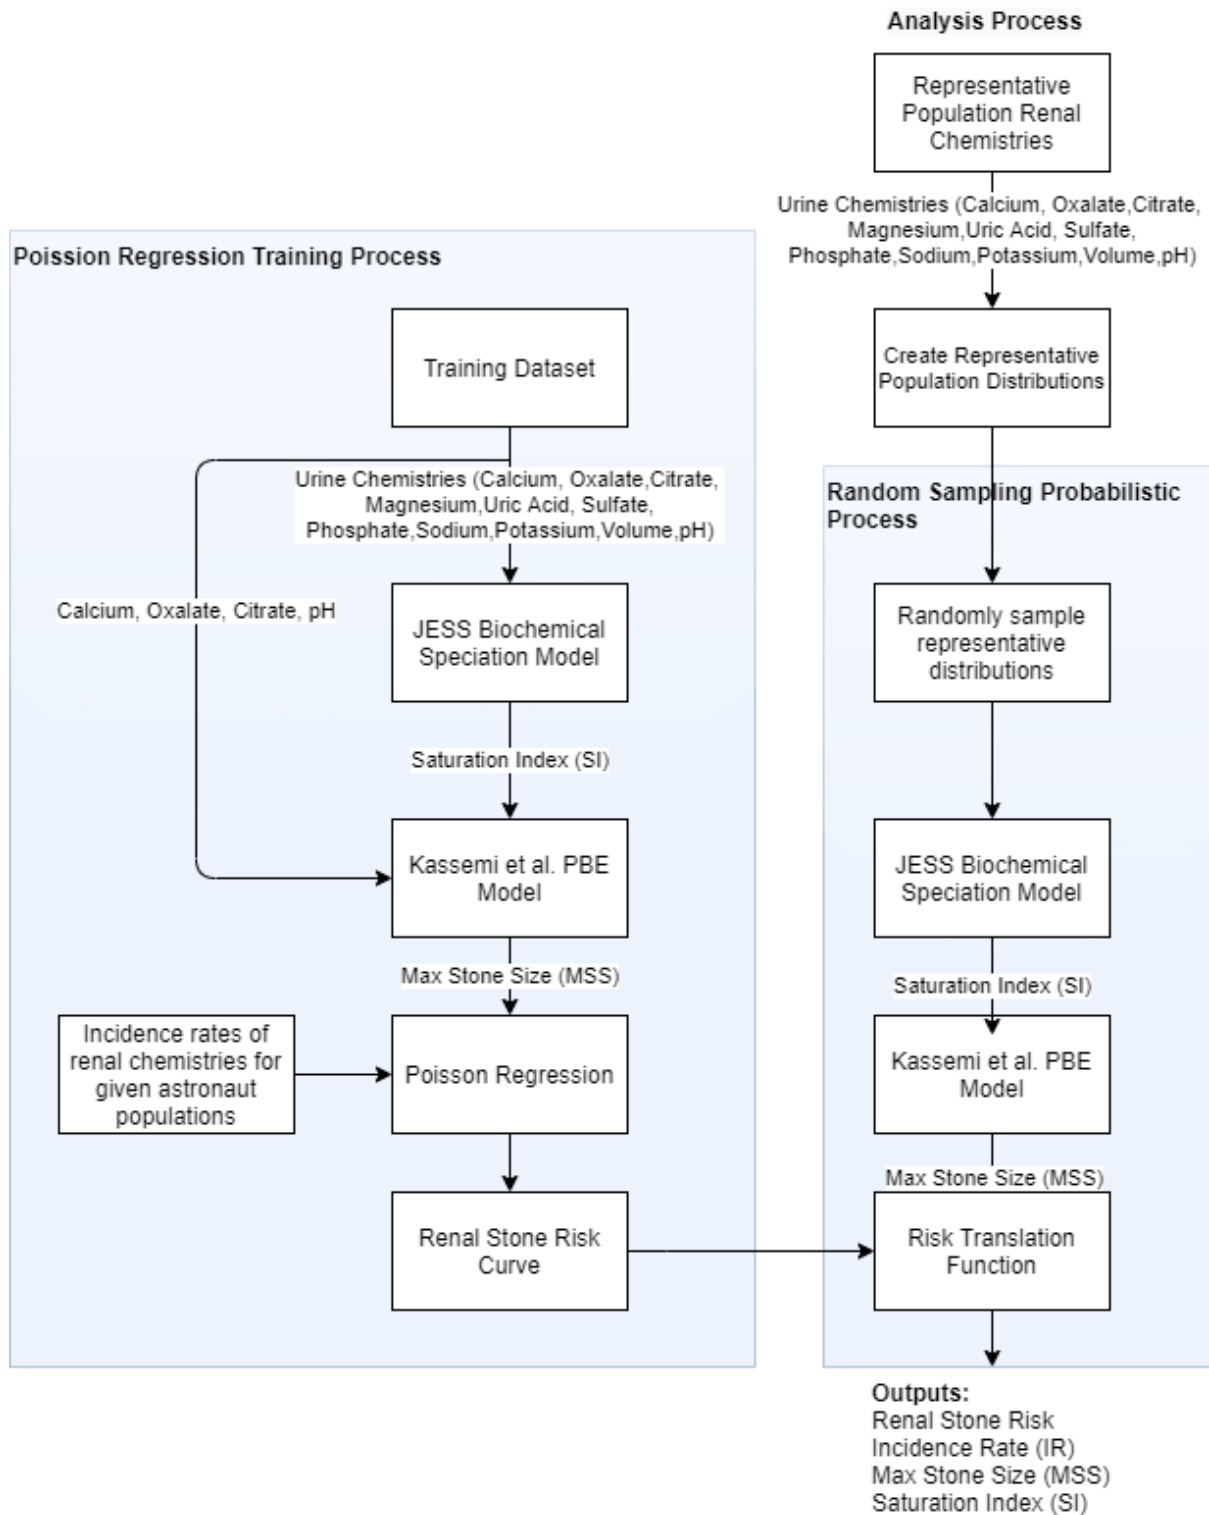 Analysis Process
Representative
Population Renal
Chemistries
Urine Chemistries (Calcium, Oxalate,Citrate,
Magnesium,Uric Acid, Sulfate,
Phosphate,Sodium,Potassium,Volume,pH)
Create Representative
Population Distributions
Poission Regression Training Process
Training Dataset
Urine Chemistries (Calcium, Oxalate,Citrate,
Magnesium,Uric Acid, Sulfate,
Phosphate,Sodium,Potassium,Volume,pH)
Calcium, Oxalate, Citrate, pH
JESS Biochemical
Speciation Model
Saturation Index (SI)
Kassemi et al. PBE
Model
Max Stone Size (MSS)
Incidence rates of
renal chemistries for
given astronaut
populations
Poisson Regression
Renal Stone Risk
Curve
Random Sampling Probabilistic
Process
Randomly sample
representative
distributions
JESS Biochemical
Speciation Model
Saturation Index (SI)
Kassemi et al. PBE
Model
Max Stone Size (MSS)
Risk Translation
Function
Outputs:
Renal Stone Risk
Incidence Rate (IR)
Max Stone Size (MSS)
Saturation Index (SI)